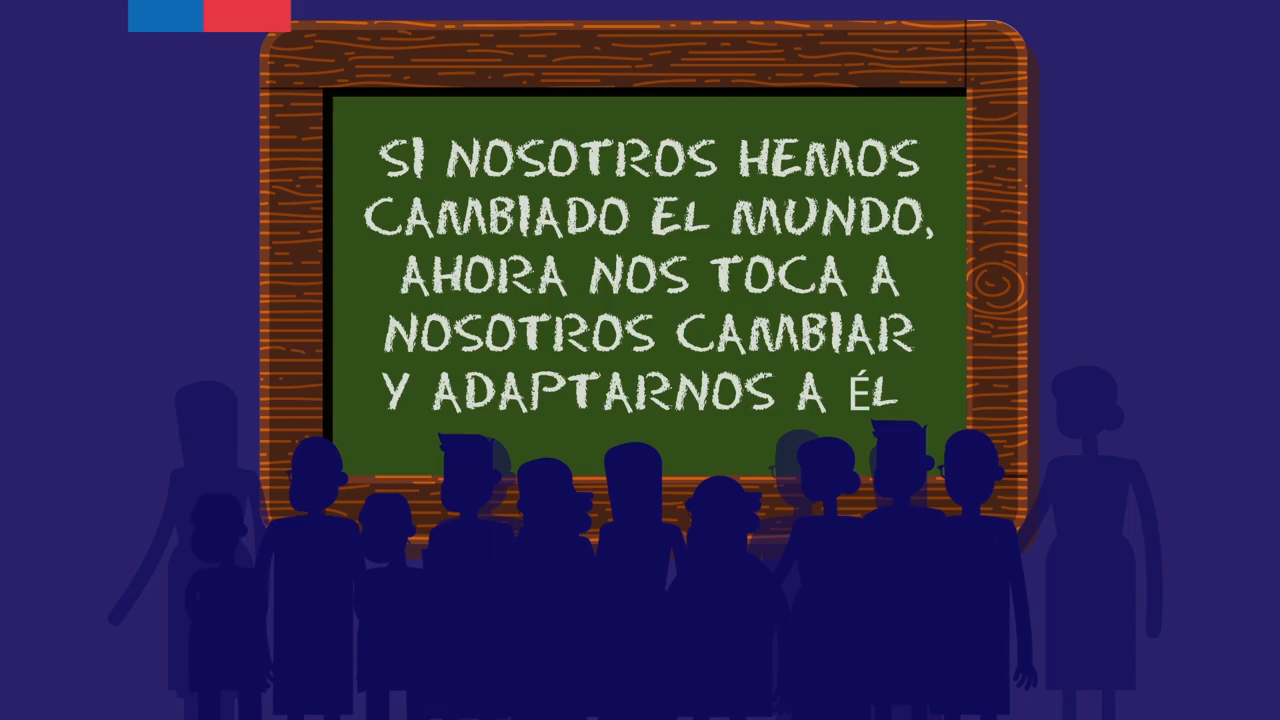 SI NOSOTROS HEMOS
CAMBIADO EL MUNDO,
AHORA NOS TOCA A
NOSOTROS CAMBIAR
Y ADAPTARNOS A ÉL